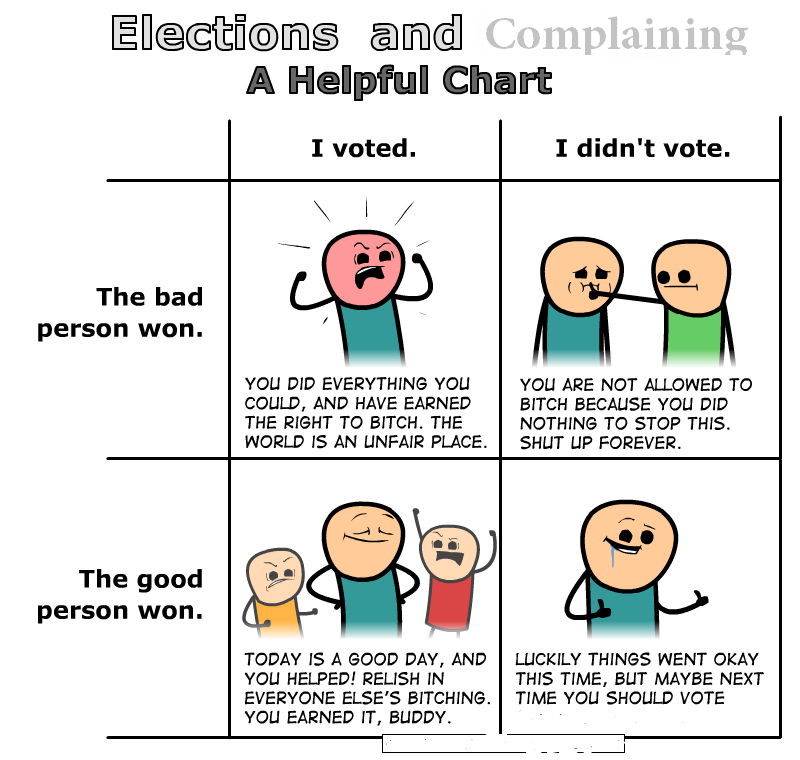 Elections and Complaining
A Helpful Chart
I voted.
I didn't vote.
The bad
person won.
YOU DID EVERYTHING YOU
COULD, AND HAVE EARNED
THE RIGHT TO BITCH. THE
WORLD IS AN UNFAIR PLACE.
YOU ARE NOT ALLOWED TO
BITCH BECAUSE YOU DID
NOTHING TO STOP THIS.
SHUT UP FOREVER.
The good
person won.
TODAY IS A GOOD DAY, AND
YOU HELPED! RELISH IN
EVERYONE ELSE'S BITCHING.
YOU EARNED IT, BUDDY.
LUCKILY THINGS WENT OKAY
THIS TIME, BUT MAYBE NEXT
TIME YOU SHOULD VOTE